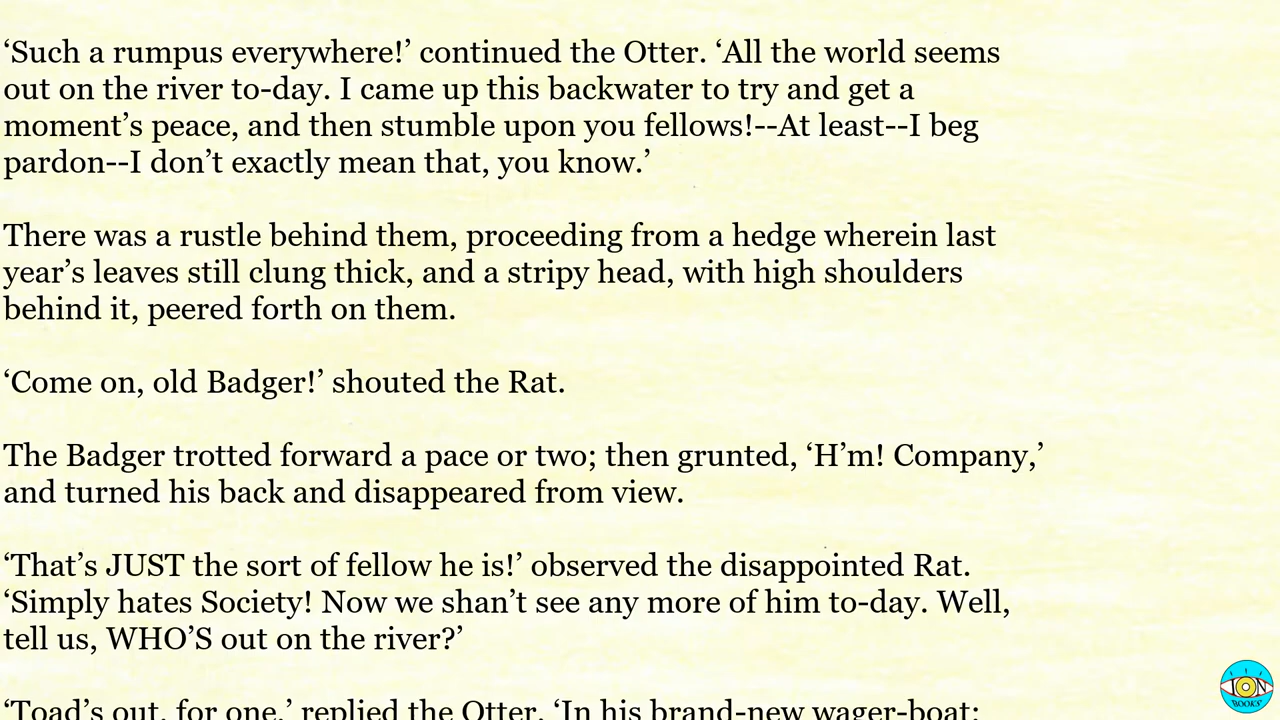 ‘Such a rumpus everywhere!’ continued the Otter. ‘All the world seems
out on the river to-day. I came up this backwater to try and get a
moment’s peace, and then stumble upon you fellows!--At least--I beg
pardon--I don’t exactly mean that, you know.’
There was a rustle behind them, proceeding from a hedge wherein last
year’s leaves still clung thick, and a stripy head, with high shoulders
behind it, peered forth on them.
‘Come on, old Badger!’ shouted the Rat.
The Badger trotted forward a pace or two; then grunted, ‘H’m! Company,’
and turned his back and disappeared from view.
‘That’s JUST the sort of fellow he is!’ observed the disappointed Rat.
‘Simply hates Society! Now we shan’t see any more of him to-day. Well,
tell us, WHO’S out on the river?’
‘Toad’s out, for one,’ replied the Otter. ‘In his brand-new wager-boat;
ION
BOOKS